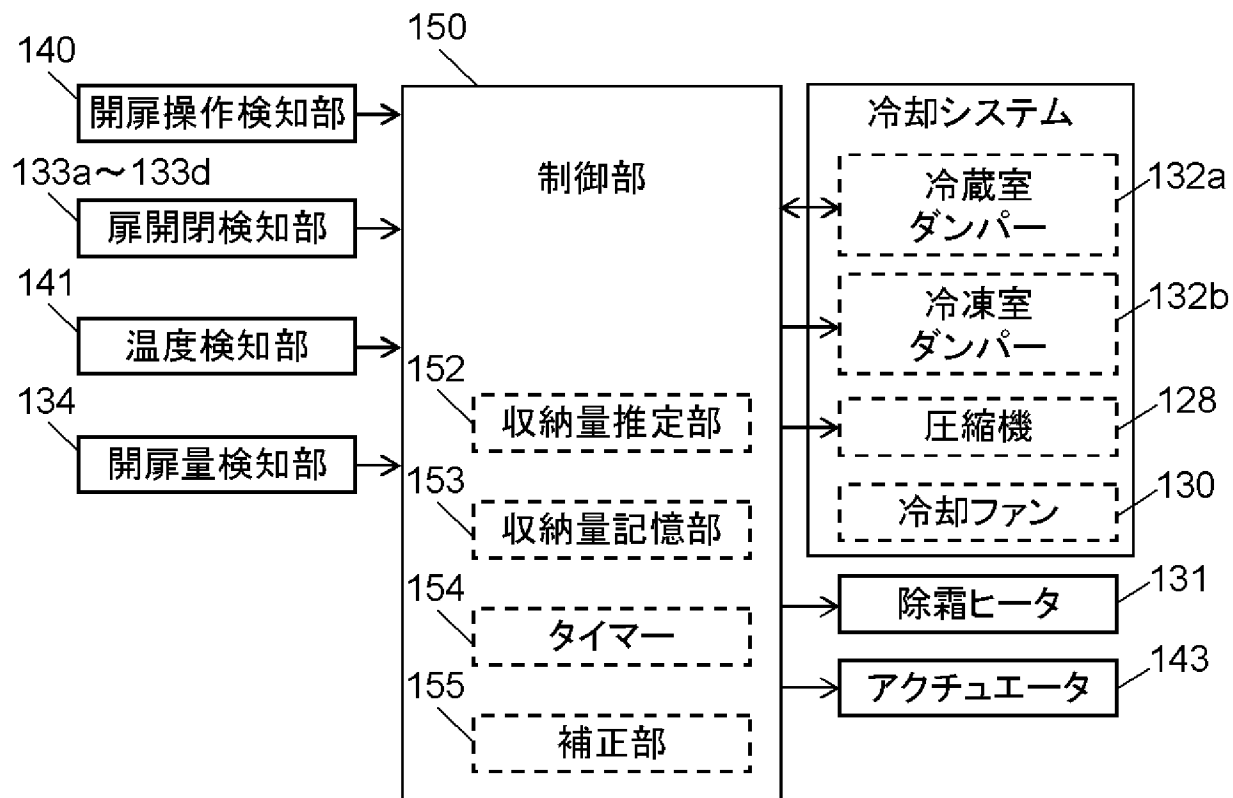 140
開扉操作検知部
133a～133d
扉開閉検知部
141
温度検知部
134
開扉量検知部
150
制御部
152
収納量推定部
153
収納量記憶部
154
タイマー
155
補正部
冷却システム
冷蔵室
ダンパー
132a
冷凍室
ダンパー
132b
圧縮機
128
冷却ファン
130
除霜ヒータ
131
アクチュエータ
143